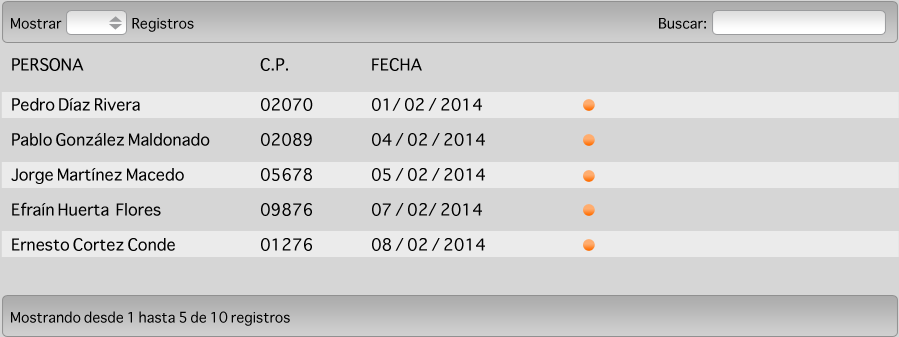 Mostrar Registros Buscar:
PERSONA C.P. FECHA
Pedro Díaz Rivera 02070 01/ 02 / 2014
Pablo González Maldonado 02089 04 / 02 / 2014
Jorge Martínez Macedo 05678 05 / 02 / 2014
Efraín Huerta Flores 09876 07 / 02/ 2014
Ernesto Cortez Conde 01276 08 / 02 / 2014
Mostrando desde 1 hasta 5 de 10 registros